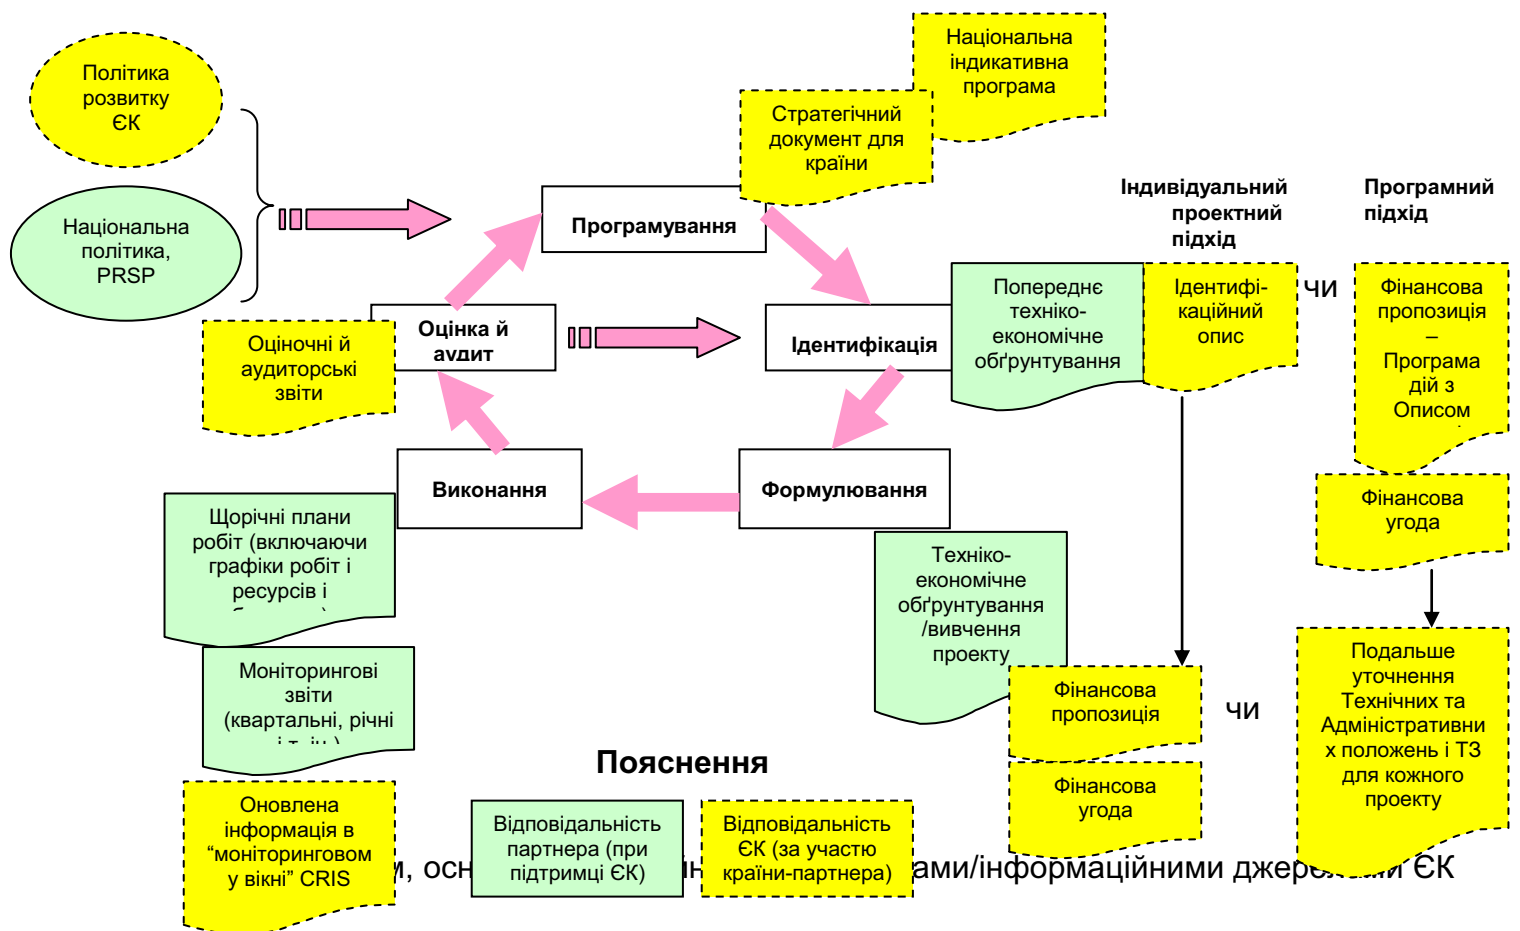 Національна
індикативна
програма
Політика
розвитку
ЄК
Стратегічний
документ для
країни
Національна
політика,
PRSP
Програмування
Індивідуальний
проектний
підхід
Програмний
підхід
Оціночні й
аудиторські
звіти
Оцінка й
аудит
Ідентифікація
Попереднє
техніко-
економічне
обґрунтування
Ідентифі-
каційний
опис
чи
Фінансова
пропозиція
–
Програма
дій з
Описом
Виконання
Формулювання
Фінансова
угода
Щорічні плани
робіт (включаючи
графіки робіт і
ресурсів і
Техніко-
економічне
обґрунтування
/вивчення
проекту
Моніторингові
звіти
(квартальні, річні
Фінансова
пропозиція
чи
Подальше
уточнення
Технічних та
Адміністративни
х положень і ТЗ
для кожного
проекту
Пояснення
Фінансова
угода
Оновлена
інформація в
“моніторинговом
у вікні” CRIS
Відповідальність
партнера (при
підтримці ЄК)
Відповідальність
ЄК (за участю
країни-партнера)
ами/інформаційними ЄК